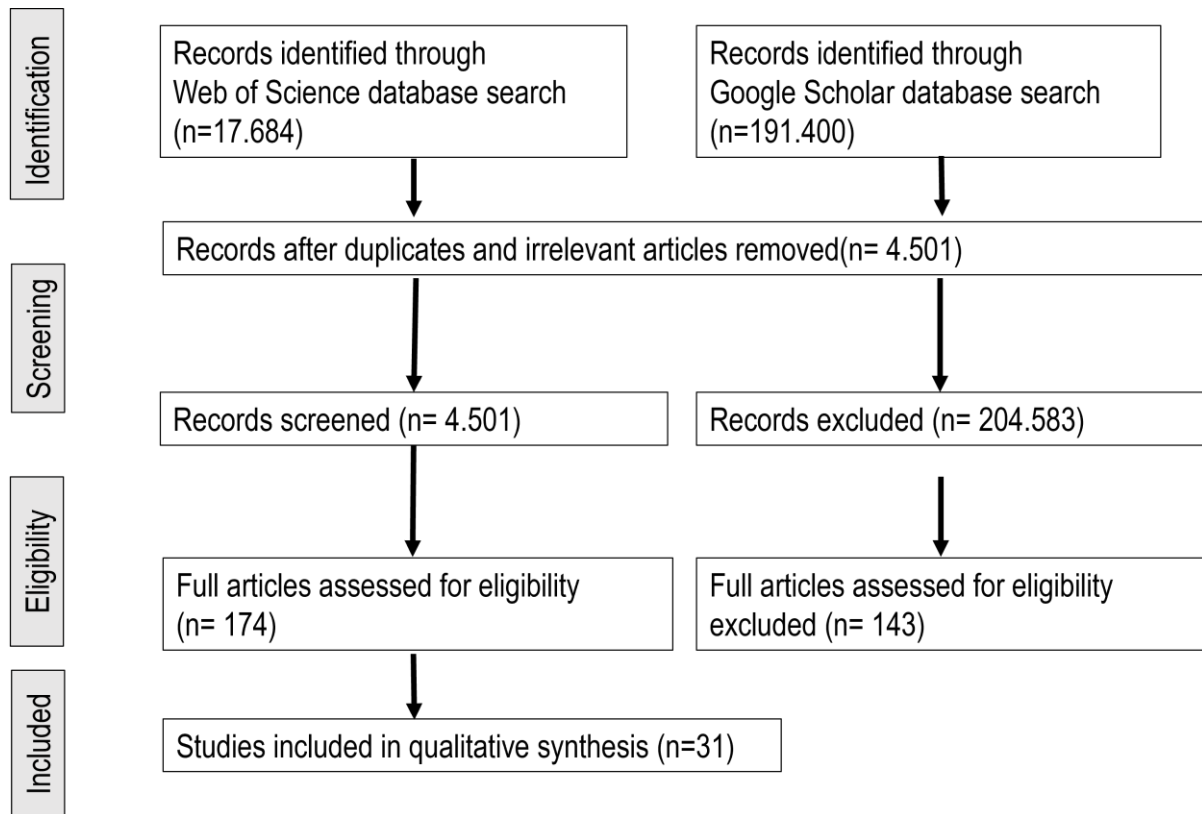 Identification
Records identified through
Web of Science database search
(n=17.684)
Records identified through
Google Scholar database search
(n=191.400)
Records after duplicates and irrelevant articles removed(n= 4.501)
Screening
Records screened (n= 4.501)
Records excluded (n= 204.583)
Eligibility
Full articles assessed for eligibility
(n= 174)
Full articles assessed for eligibility
excluded (n= 143)
Included
Studies included in qualitative synthesis (n=31)